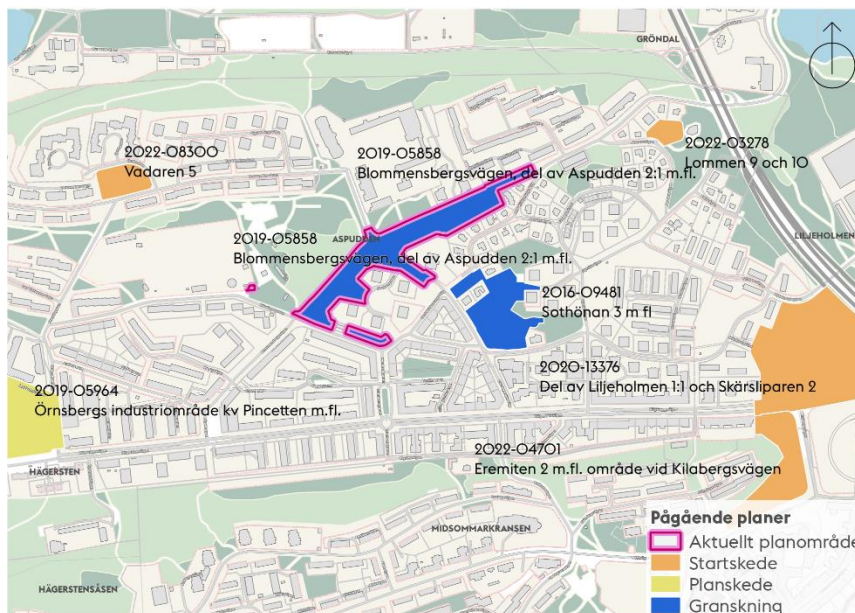 GRÖNDAL
2022-08300
Vadaren 5
2019-05858
Blommensbergsvägen, del av Aspudden 2:1 m.fl.
2022-03278
Lommen 9 och 10
2019-05858
ASPUDDEN
Blommensbergsvägen, del av Aspudden 2:1 m.fl.
LILJEHOLMEN
2016-09481
Sothönan 3 m fl
2020-13376
Del av Liljeholmen 1:1 och Skärsliparen 2
2019-05964
Örnsbergs industriområde kv Pincetten m.fl.
2022-04701
Eremiten 2 m.fl. område vid Kilabergsvägen
HÄGERSTEN
MIDSOMMARKRANSEN
HÄGERSTENSÅSEN
Pågående planer
Aktuellt planområde
Startskede
Planskede
Granskning